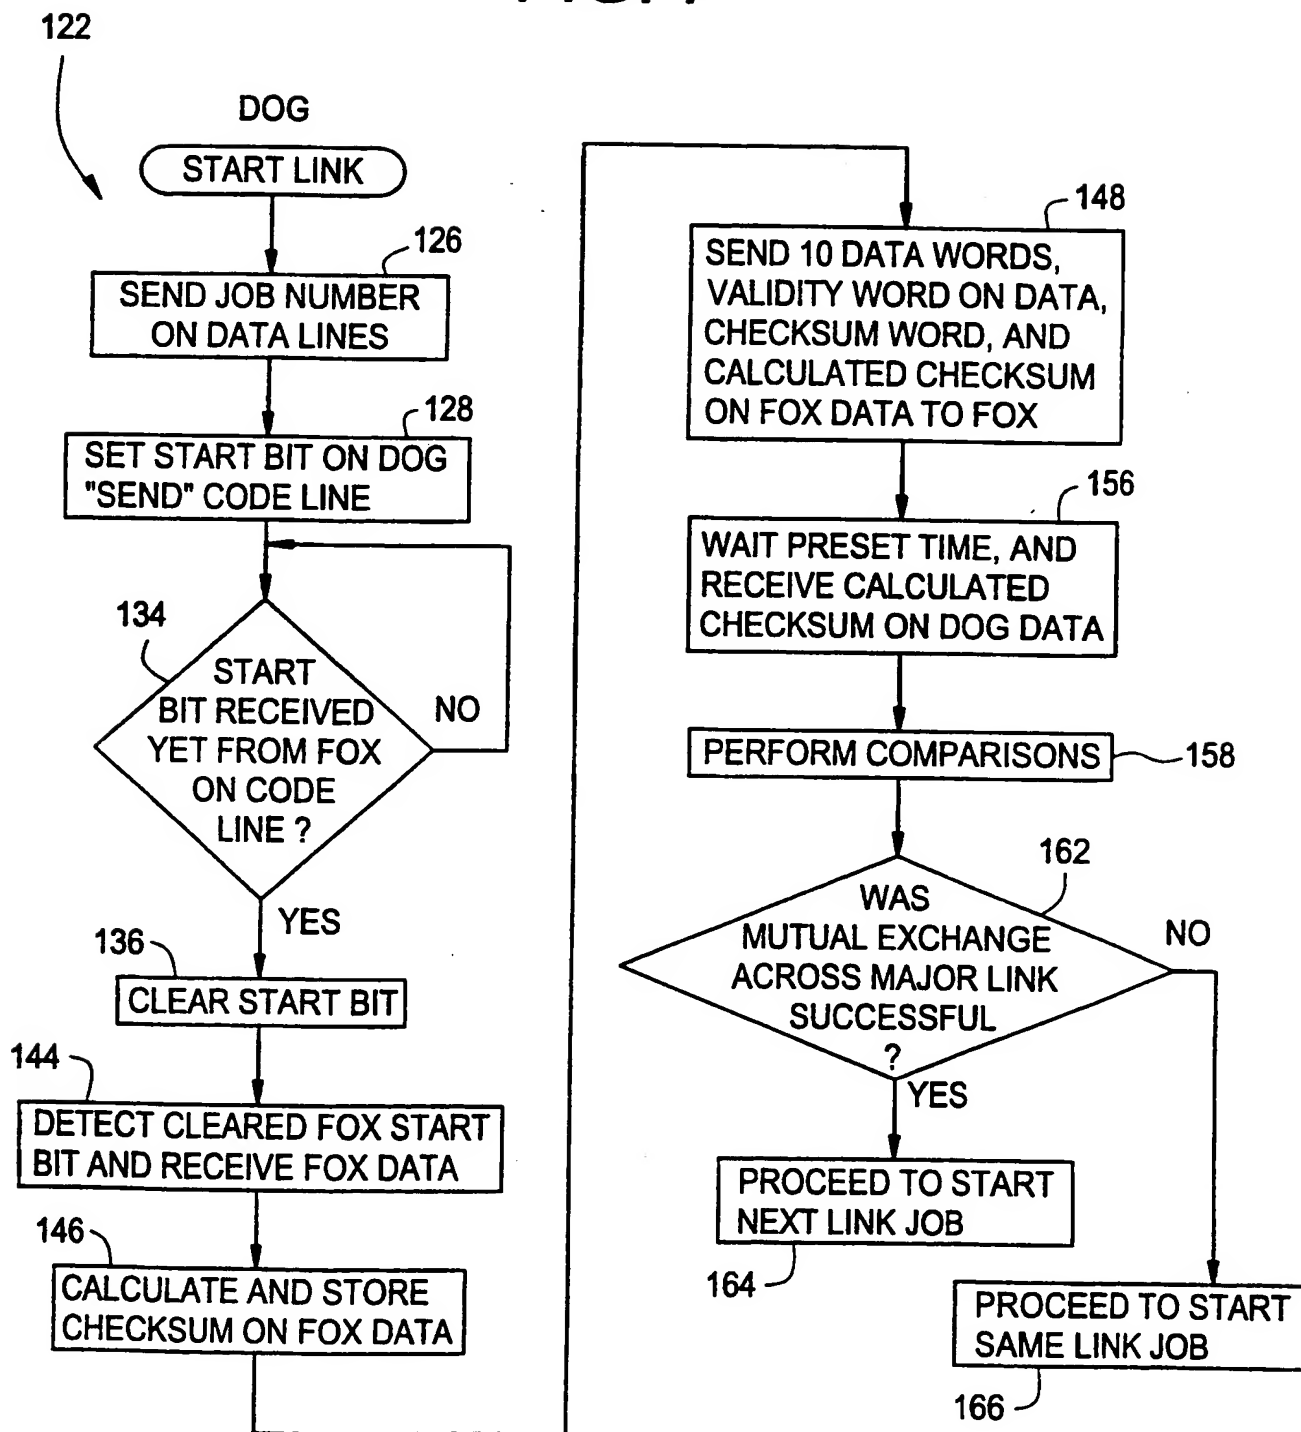 122
DOG
START LINK
126
SEND JOB NUMBER
ON DATA LINES
128
SET START BIT ON DOG
"SEND" CODE LINE
134
START
BIT RECEIVED
YET FROM FOX
ON CODE
LINE ?
NO
YES
136
CLEAR START BIT
144
DETECT CLEARED FOX START
BIT AND RECEIVE FOX DATA
146
CALCULATE AND STORE
CHECKSUM ON FOX DATA
148
SEND 10 DATA WORDS,
VALIDITY WORD ON DATA,
CHECKSUM WORD, AND
CALCULATED CHECKSUM
ON FOX DATA TO FOX
156
WAIT PRESET TIME, AND
RECEIVE CALCULATED
CHECKSUM ON DOG DATA
PERFORM COMPARISONS
158
162
WAS
MUTUAL EXCHANGE
ACROSS MAJOR LINK
SUCCESSFUL
?
NO
YES
PROCEED TO START
NEXT LINK JOB
164
PROCEED TO START
SAME LINK JOB
166